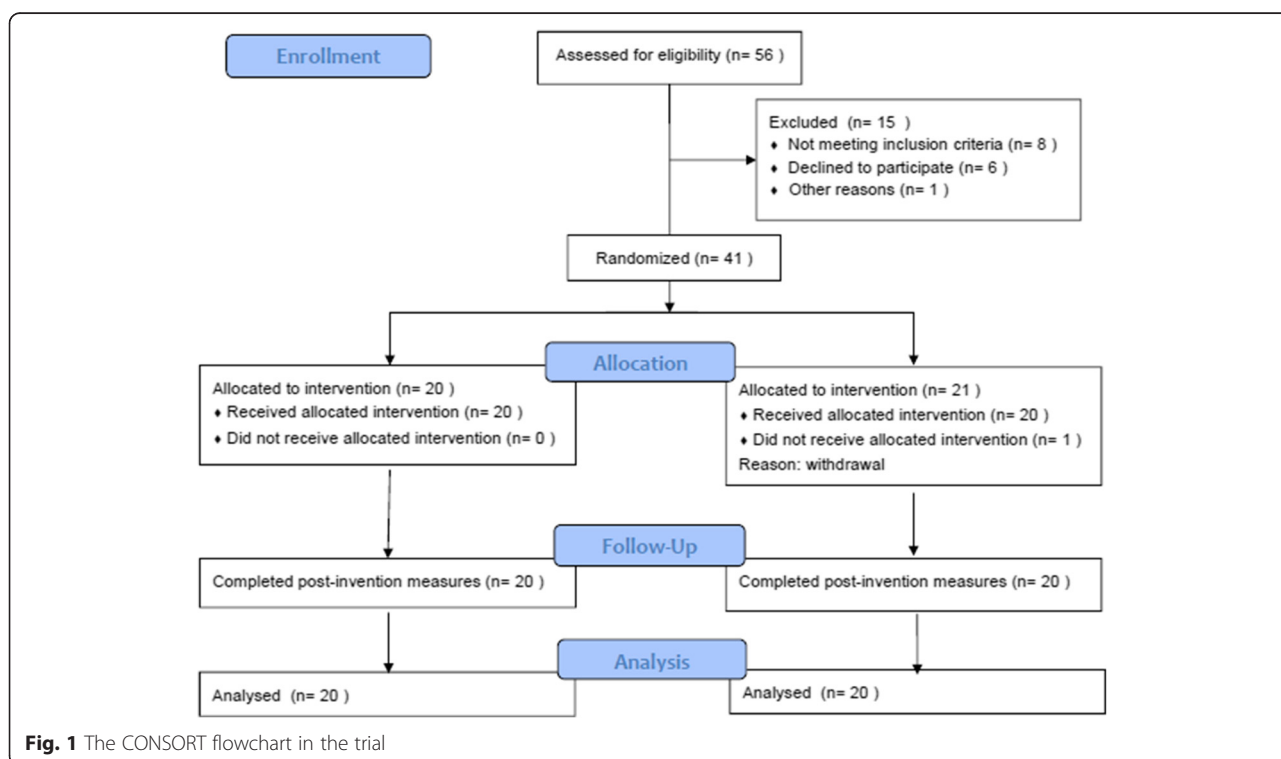 Enrollment
Assessed for eligibility (n= 56 )
Excluded (n= 15 )
♦ Not meeting inclusion criteria (n= 8 )
♦ Declined to participate (n= 6 )
♦ Other reasons (n= 1 )
Randomized (n= 41 )
Allocation
Allocated to intervention (n= 20 )
♦ Received allocated intervention (n= 20 )
♦ Did not receive allocated intervention (n= 0 )
Allocated to intervention (n= 21 )
♦ Received allocated intervention (n= 20 )
♦ Did not receive allocated intervention (n= 1 )
Reason: withdrawal
Follow-Up
Completed post-invention measures (n= 20 )
Completed post-invention measures (n= 20 )
Analysis
Analysed (n= 20 )
Analysed (n= 20 )
Fig. 1 The CONSORT flowchart in the trial